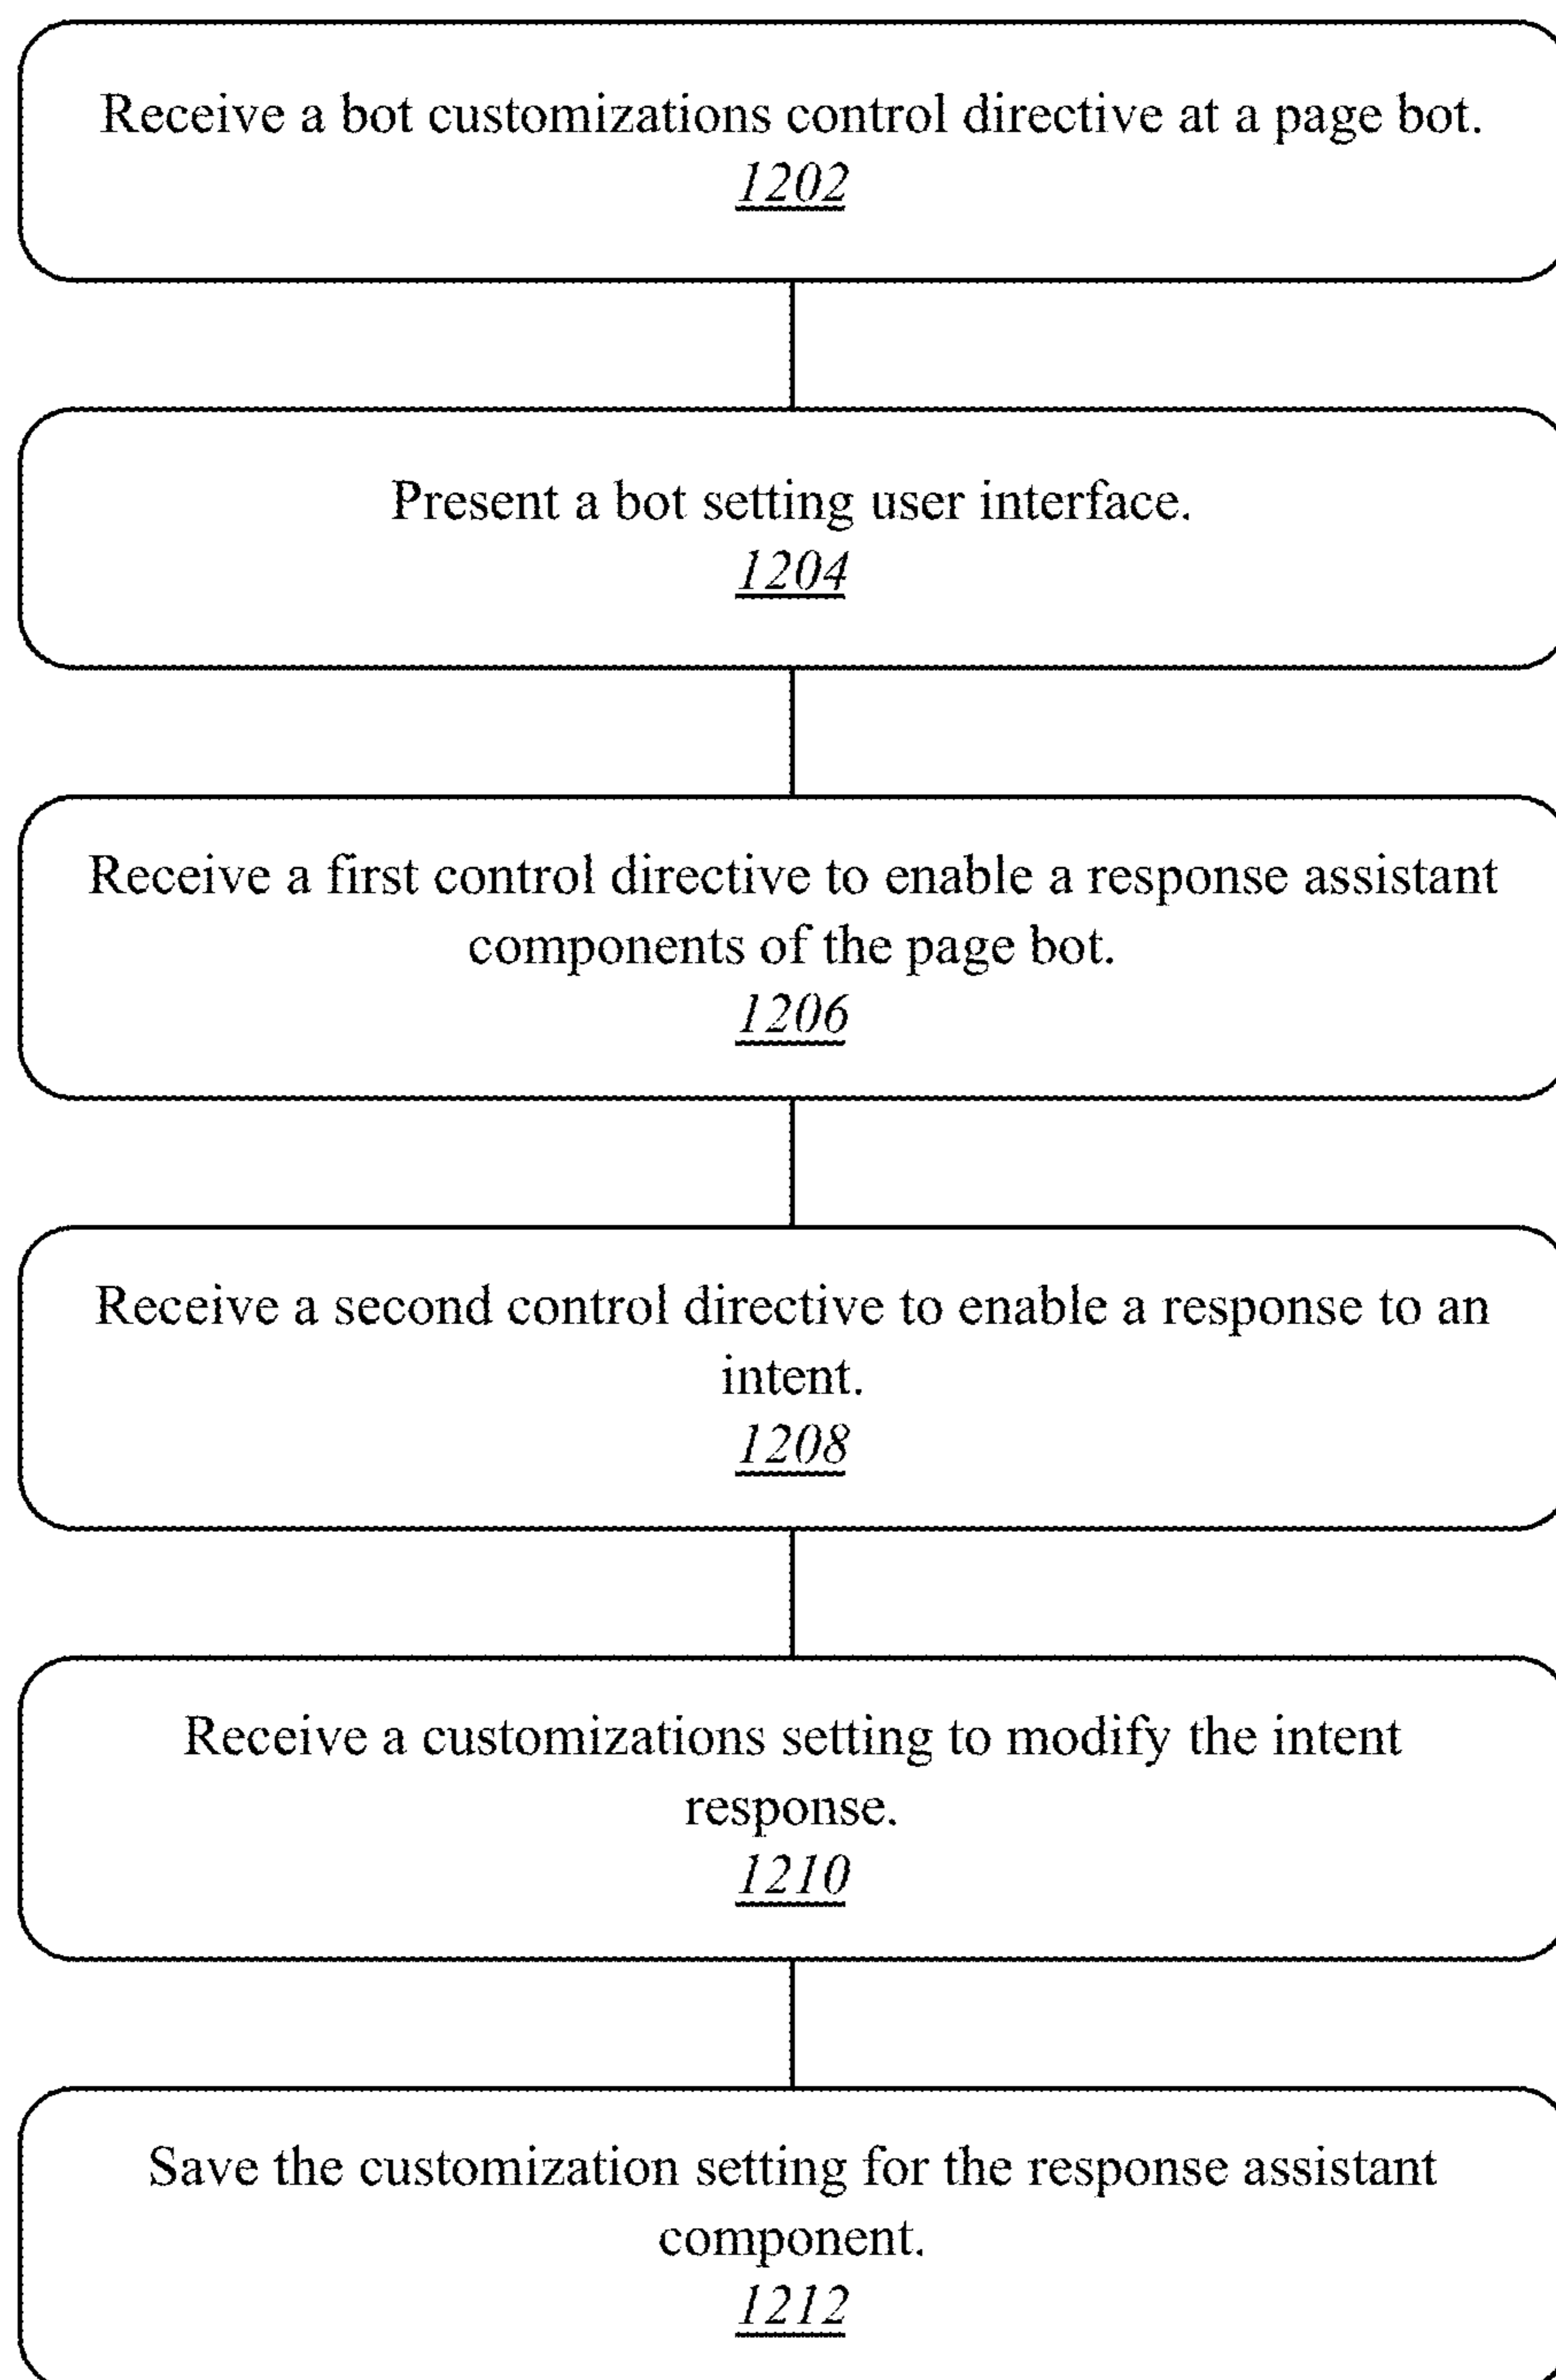 Receive a bot customizations control directive at a page bot.
1202
Present a bot setting user interface.
1204
Receive a first control directive to enable a response assistant
components of the page bot.
1206
Receive a second control directive to enable a response to an
intent.
1208
Receive a customizations setting to modify the intent
response.
1210
Save the customization setting for the response assistant
component.
1212